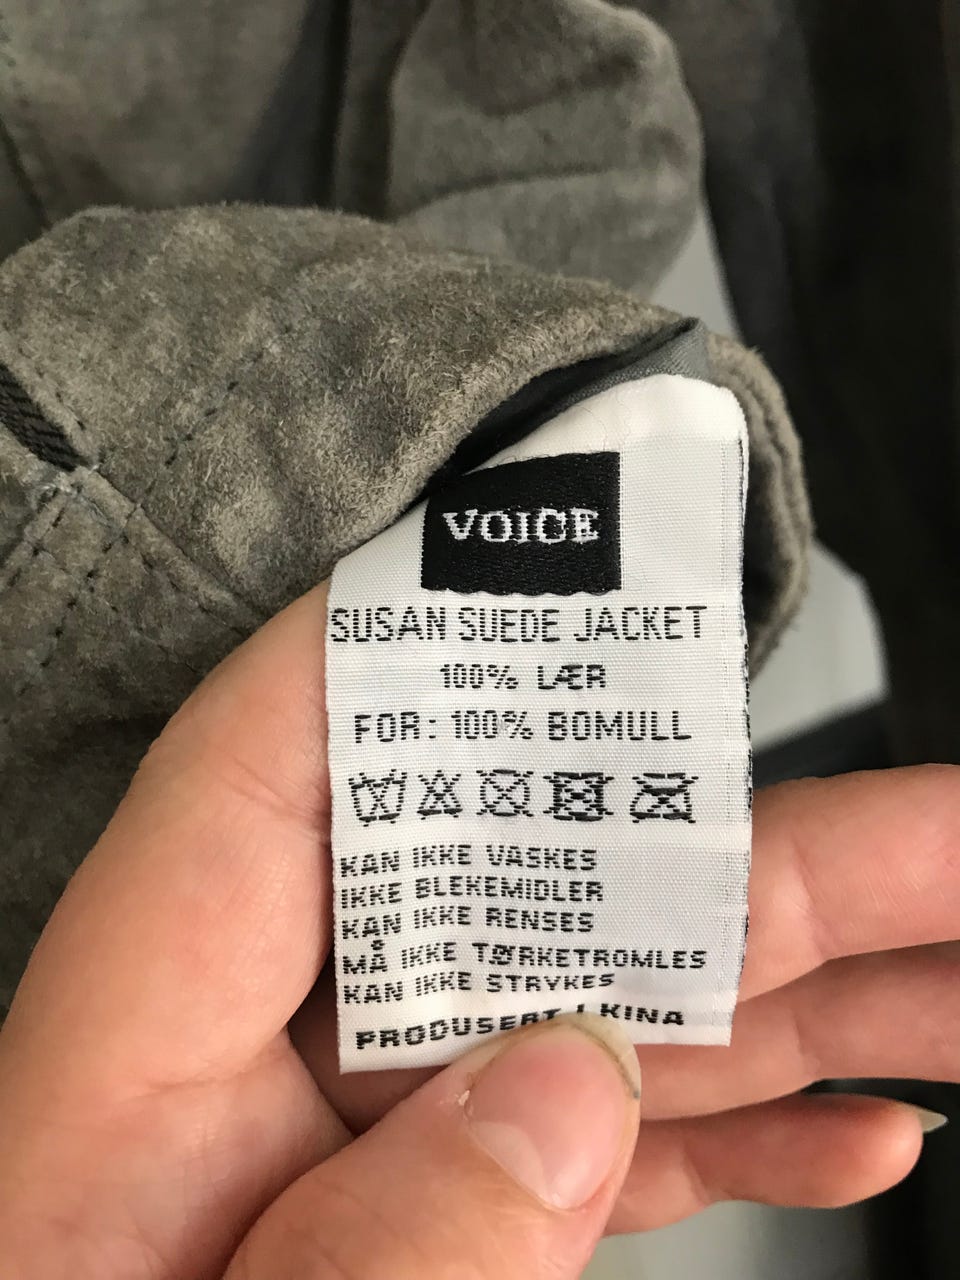 VOICE
SUSAN SUEDE JACKET
100% LÆR
FOR: 100% BOMULL
KAN IKKE VASKES
IKKE BLEKEMIDLER
KAN IKKE RENSES
MÅ IKKE TØRKETROMLES
KAN IKKE STRYKES
PRODUSERT I KINA